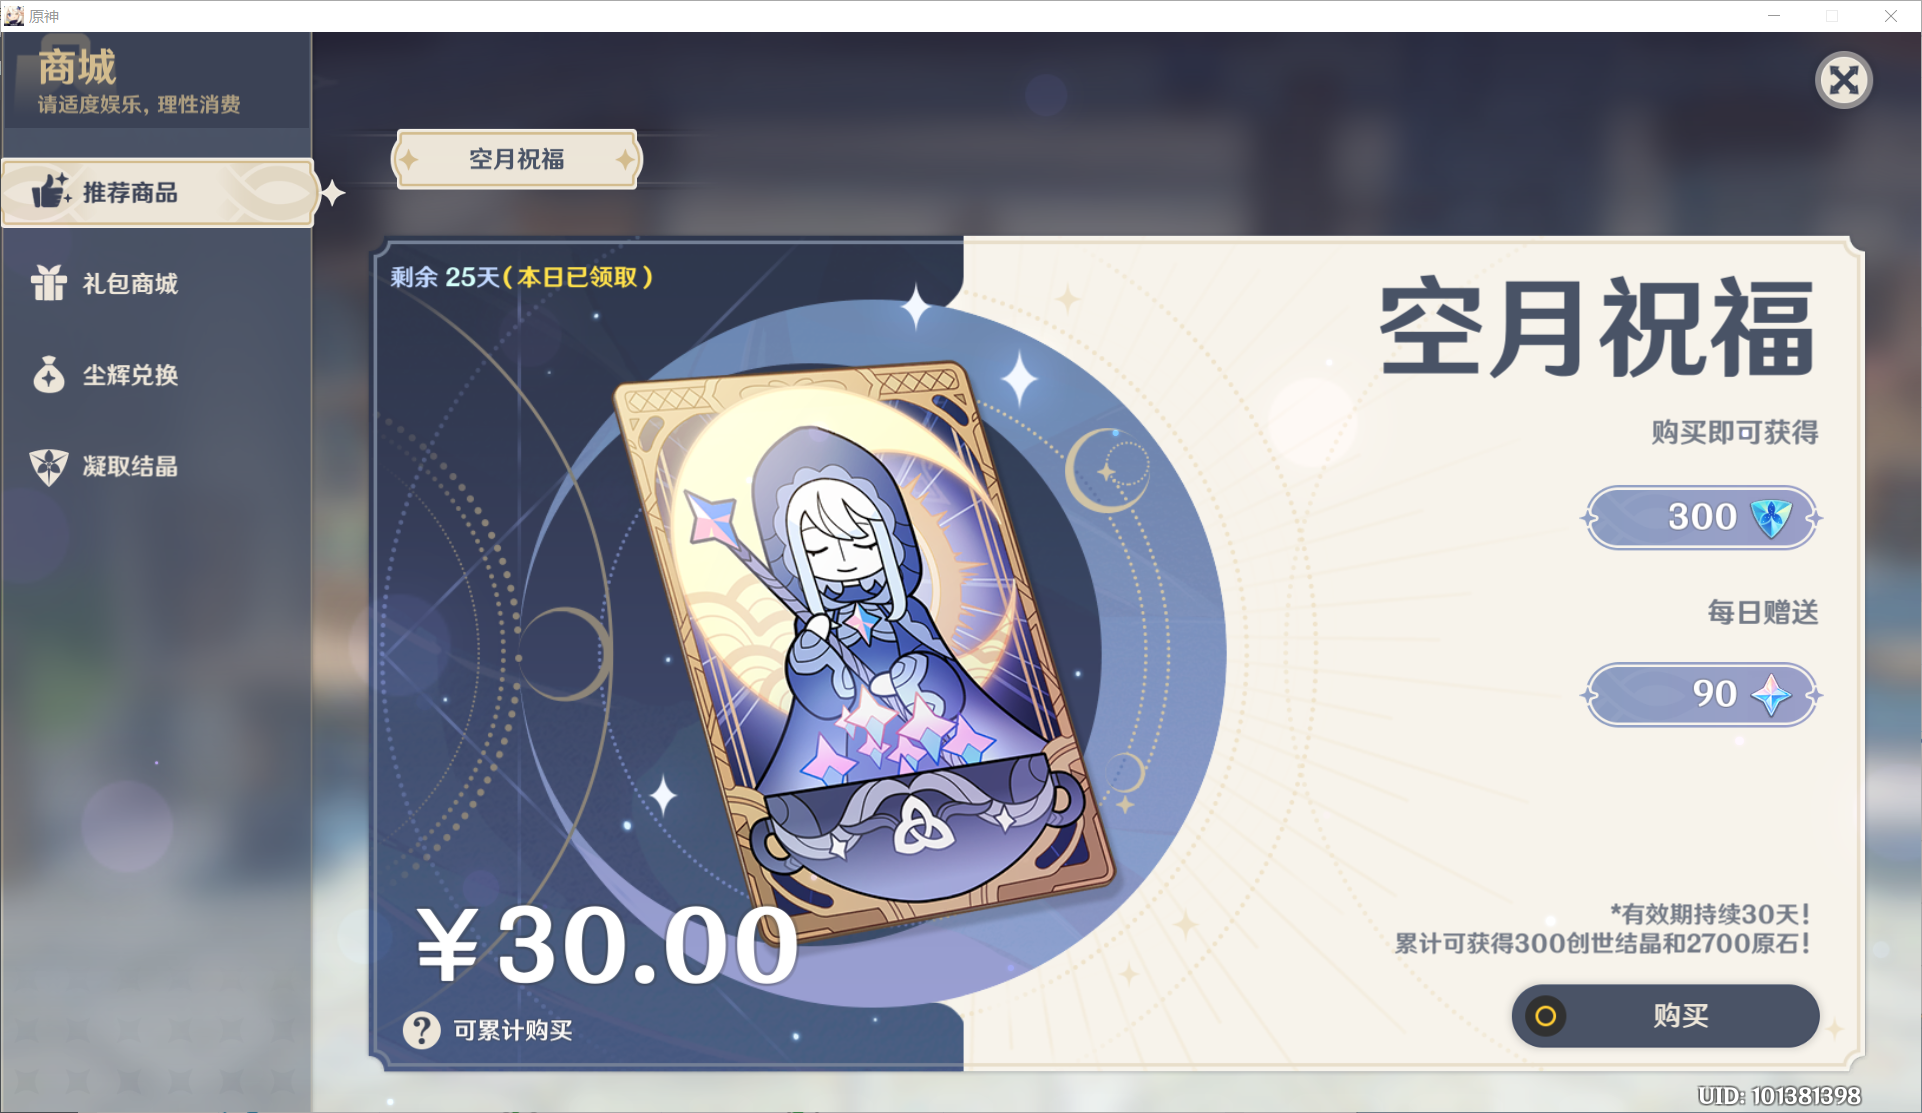 原神
商城
请适度娱乐，理性消费
推荐商品
礼包商城
尘辉兑换
凝取结晶
空月祝福
剩余 25天(本日已领取)
空月祝福
购买即可获得
300
每日赠送
90
¥30.00
? 可累计购买
*有效期持续30天！
累计可获得300创世结晶和2700原石！
购买
UID: 101381398